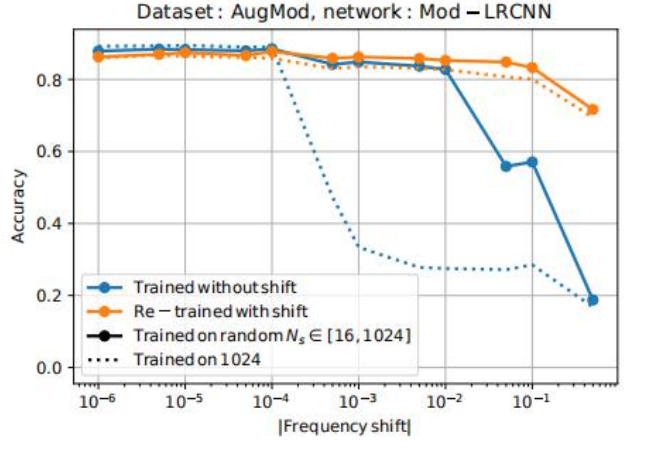 Dataset : AugMod, network : Mod − LRCNN
Accuracy
0.8
0.6
0.4
0.2
0.0
Trained without shift
Re − trained with shift
Trained on random Nₛ ∈ [16, 1024]
Trained on 1024
10⁻⁶ 10⁻⁵ 10⁻⁴ 10⁻³ 10⁻² 10⁻¹
|Frequency shift|